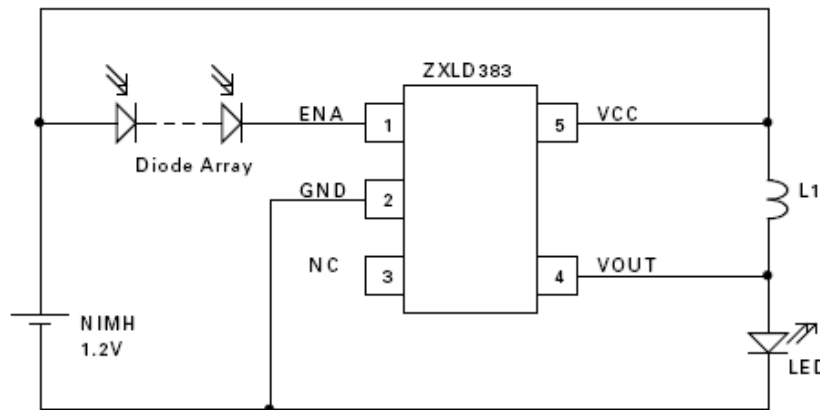 ZXLD383
ENA
1
5
VCC
Diode Array
GND
2
L1
NC
3
4
VOUT
NIMH
1.2V
LED